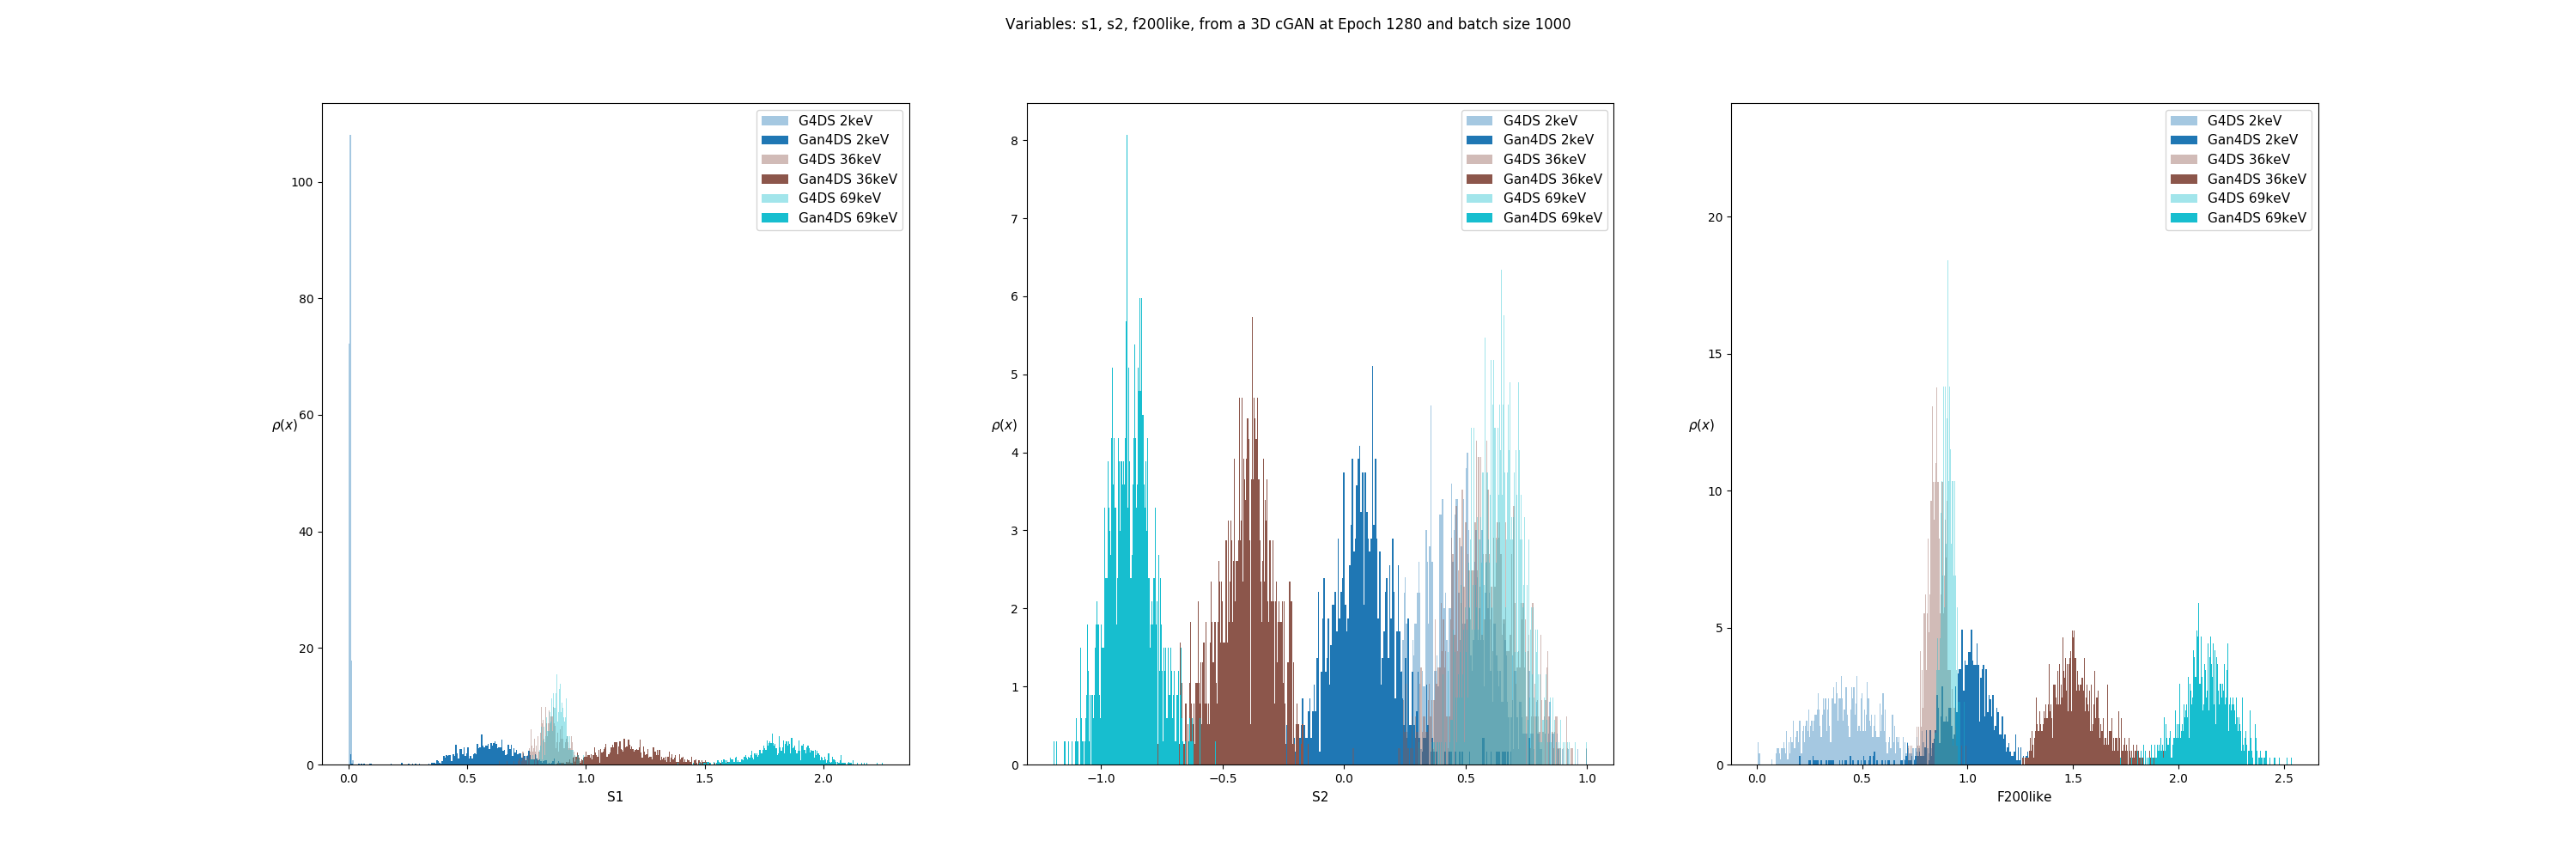 Variables: s1, s2, f200like, from a 3D cGAN at Epoch 1280 and batch size 1000
G4DS 2keV
Gan4DS 2keV
G4DS 36keV
Gan4DS 36keV
G4DS 69keV
Gan4DS 69keV
100
80
60
40
20
0
ρ(x)
0.0 0.5 1.0 1.5 2.0
S1
G4DS 2keV
Gan4DS 2keV
G4DS 36keV
Gan4DS 36keV
G4DS 69keV
Gan4DS 69keV
8
7
6
5
4
3
2
1
0
ρ(x)
−1.0 −0.5 0.0 0.5 1.0
S2
G4DS 2keV
Gan4DS 2keV
G4DS 36keV
Gan4DS 36keV
G4DS 69keV
Gan4DS 69keV
20
15
10
5
0
ρ(x)
0.0 0.5 1.0 1.5 2.0 2.5
F200like